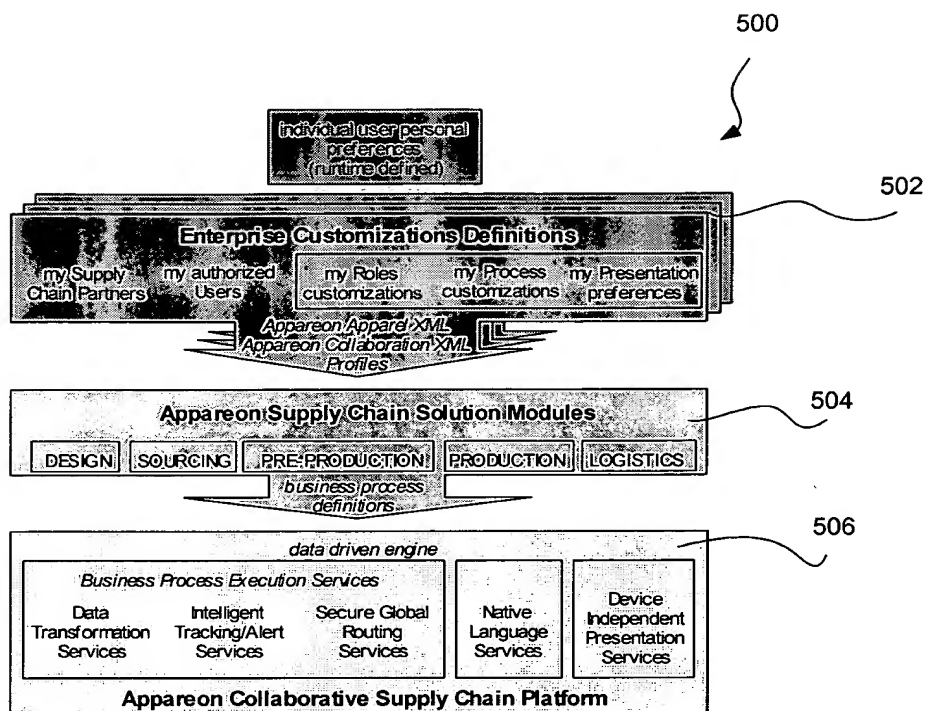 500
individual user personal
preferences
(runtime defined)
502
Enterprise Customizations Definitions
my Supply
Chain Partners
my authorized
Users
my Roles
customizations
my Process
customizations
my Presentation
preferences
Appareon Apparel XML
Appareon Collaboration XML
Profiles
504
Appareon Supply Chain Solution Modules
DESIGN
SOURCING
PRE-PRODUCTION
PRODUCTION
LOGISTICS
business process
definitions
506
data driven engine
Business Process Execution Services
Data
Transformation
Services
Intelligent
Tracking/Alert
Services
Secure Global
Routing
Services
Native
Language
Services
Device
Independent
Presentation
Services
Appareon Collaborative Supply Chain Platform